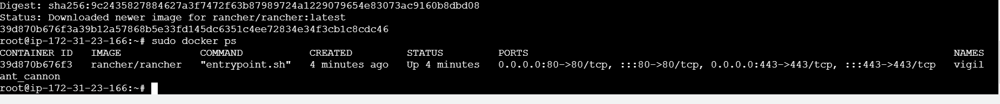 Digest: sha256:9c2435827884627a3f7472f63b87989724a1229079654e83073ac9160b8dbd08
Status: Downloaded newer image for rancher/rancher:latest
39d870b676f3a39b12a57868b5e33fd145dc6351c4ee72834e34f3cb1c8cdc46
root@ip-172-31-23-166:~# sudo docker ps
CONTAINER ID   IMAGE             COMMAND           CREATED         STATUS         PORTS                                                                      NAMES
39d870b676f3   rancher/rancher   "entrypoint.sh"   4 minutes ago   Up 4 minutes   0.0.0.0:80->80/tcp, :::80->80/tcp, 0.0.0.0:443->443/tcp, :::443->443/tcp   vigil
ant_cannon
root@ip-172-31-23-166:~#